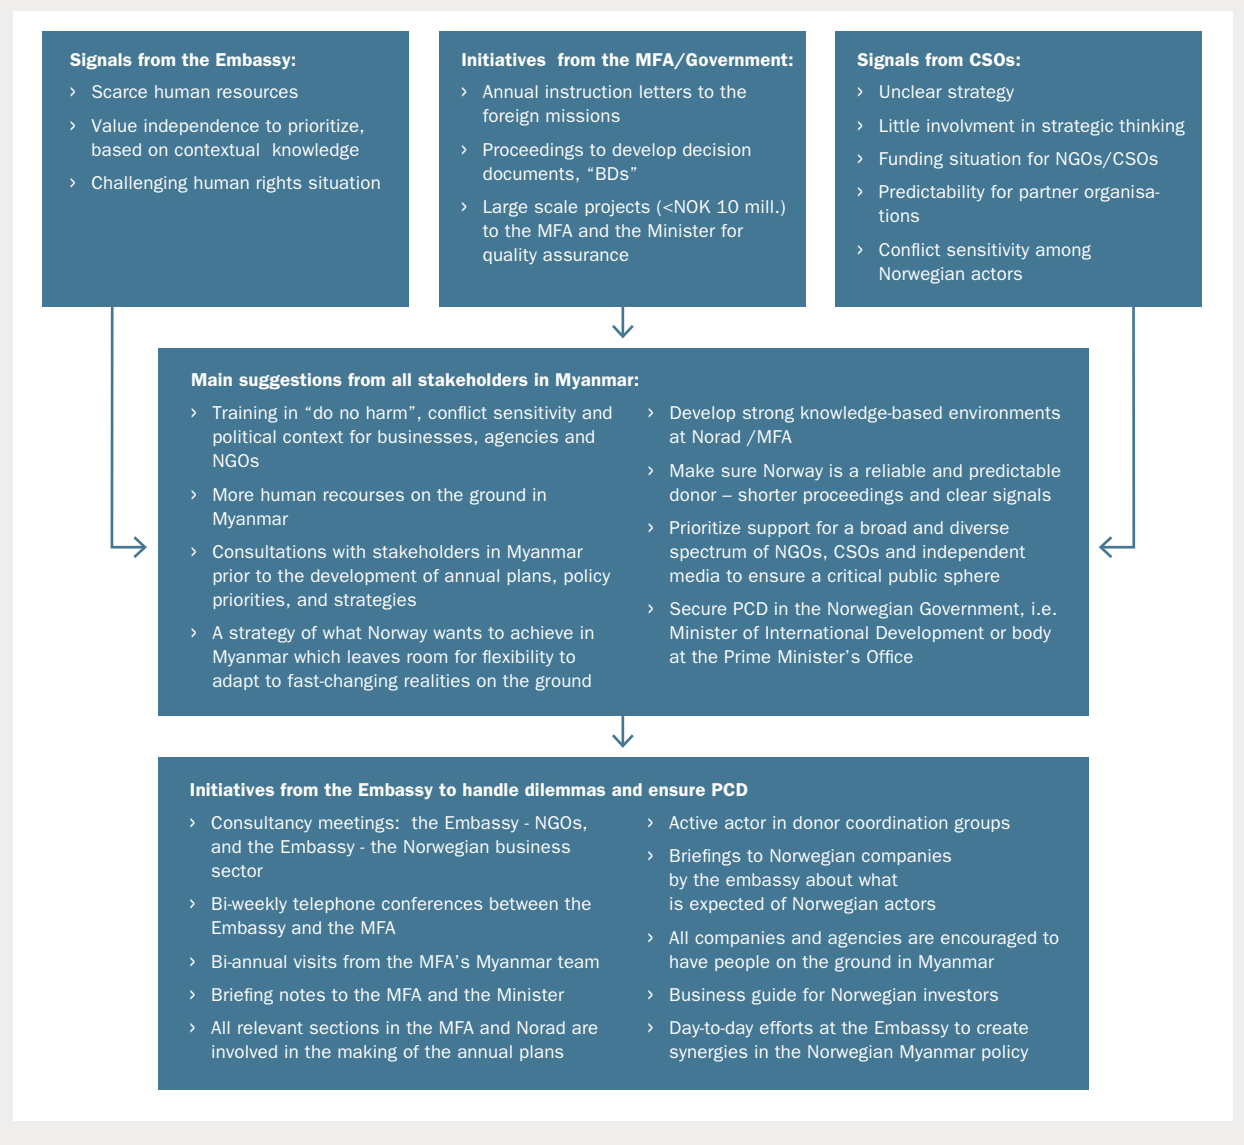 Signals from the Embassy:
› Scarce human resources
› Value independence to prioritize,
based on contextual  knowledge
› Challenging human rights situation
Initiatives  from the MFA/Government:
› Annual instruction letters to the
foreign missions
› Proceedings to develop decision
documents, “BDs”
› Large scale projects (<NOK 10 mill.)
to the MFA and the Minister for
quality assurance
Signals from CSOs:
› Unclear strategy
› Little involvment in strategic thinking
› Funding situation for NGOs/CSOs
› Predictability for partner organisa-
tions
› Conflict sensitivity among
Norwegian actors
Main suggestions from all stakeholders in Myanmar:
› Training in “do no harm”, conflict sensitivity and
political context for businesses, agencies and
NGOs
› More human recourses on the ground in
Myanmar
› Consultations with stakeholders in Myanmar
prior to the development of annual plans, policy
priorities, and strategies
› A strategy of what Norway wants to achieve in
Myanmar which leaves room for flexibility to
adapt to fast-changing realities on the ground
› Develop strong knowledge-based environments
at Norad /MFA
› Make sure Norway is a reliable and predictable
donor – shorter proceedings and clear signals
› Prioritize support for a broad and diverse
spectrum of NGOs, CSOs and independent
media to ensure a critical public sphere
› Secure PCD in the Norwegian Government, i.e.
Minister of International Development or body
at the Prime Minister’s Office
Initiatives from the Embassy to handle dilemmas and ensure PCD
› Consultancy meetings:  the Embassy - NGOs,
and the Embassy - the Norwegian business
sector
› Bi-weekly telephone conferences between the
Embassy and the MFA
› Bi-annual visits from the MFA’s Myanmar team
› Briefing notes to the MFA and the Minister
› All relevant sections in the MFA and Norad are
involved in the making of the annual plans
› Active actor in donor coordination groups
› Briefings to Norwegian companies
by the embassy about what
is expected of Norwegian actors
› All companies and agencies are encouraged to
have people on the ground in Myanmar
› Business guide for Norwegian investors
› Day-to-day efforts at the Embassy to create
synergies in the Norwegian Myanmar policy